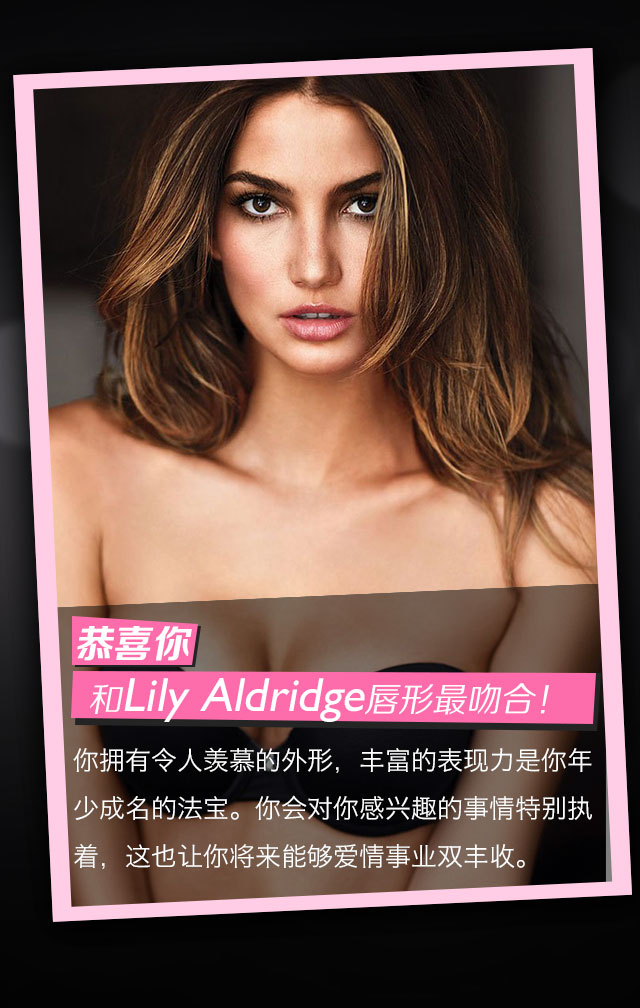 恭喜你
和Lily Aldridge唇形最吻合！
你拥有令人羡慕的外形，丰富的表现力是你年
少成名的法宝。你会对你感兴趣的事情特别执
着，这也让你将来能够爱情事业双丰收。